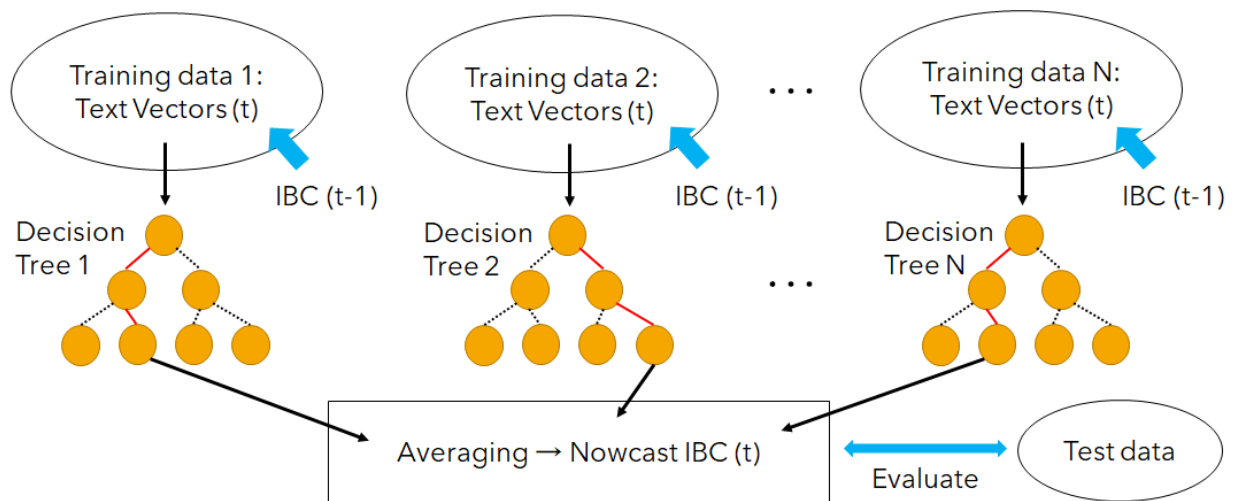 Training data 1:
Text Vectors (t)
Training data 2:
Text Vectors (t)
...
Training data N:
Text Vectors (t)
IBC (t-1)
IBC (t-1)
IBC (t-1)
Decision
Tree 1
Decision
Tree 2
...
Decision
Tree N
Averaging → Nowcast IBC (t)
Evaluate
Test data